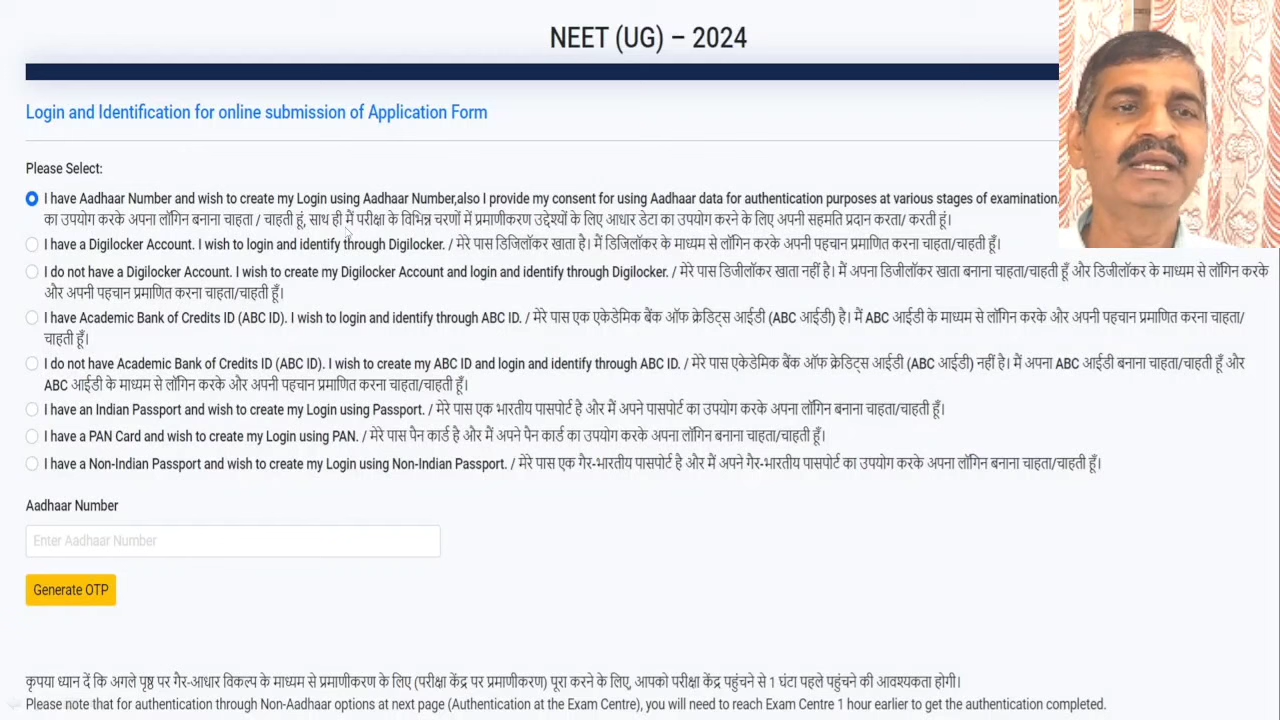 NEET (UG) – 2024
Login and Identification for online submission of Application Form
Please Select:
I have Aadhaar Number and wish to create my Login using Aadhaar Number,also I provide my consent for using Aadhaar data for authentication purposes at various stages of examination.
का उपयोग करके अपना लॉगिन बनाना चाहता / चाहती हूं, साथ ही मैं परीक्षा के विभिन्न चरणों में प्रमाणीकरण उद्देश्यों के लिए आधार डेटा का उपयोग करने के लिए अपनी सहमति प्रदान करता/ करती हूं।
I have a Digilocker Account. I wish to login and identify through Digilocker. / मेरे पास डिजिलॉकर खाता है। मैं डिजिलॉकर के माध्यम से लॉगिन करके अपनी पहचान प्रमाणित करना चाहता/चाहती हूँ।
I do not have a Digilocker Account. I wish to create my Digilocker Account and login and identify through Digilocker. / मेरे पास डिजीलॉकर खाता नहीं है। मैं अपना डिजीलॉकर खाता बनाना चाहता/चाहती हूँ और डिजीलॉकर के माध्यम से लॉगिन करके
और अपनी पहचान प्रमाणित करना चाहता/चाहती हूँ।
I have Academic Bank of Credits ID (ABC ID). I wish to login and identify through ABC ID. / मेरे पास एक एकेडेमिक बैंक ऑफ क्रेडिट्स आईडी (ABC आईडी) है। मैं ABC आईडी के माध्यम से लॉगिन करके और अपनी पहचान प्रमाणित करना चाहता/
चाहती हूँ।
I do not have Academic Bank of Credits ID (ABC ID). I wish to create my ABC ID and login and identify through ABC ID. / मेरे पास एकेडेमिक बैंक ऑफ क्रेडिट्स आईडी (ABC आईडी) नहीं है। मैं अपना ABC आईडी बनाना चाहता/चाहती हूँ और
ABC आईडी के माध्यम से लॉगिन करके और अपनी पहचान प्रमाणित करना चाहता/चाहती हूँ।
I have an Indian Passport and wish to create my Login using Passport. / मेरे पास एक भारतीय पासपोर्ट है और मैं अपने पासपोर्ट का उपयोग करके अपना लॉगिन बनाना चाहता/चाहती हूँ।
I have a PAN Card and wish to create my Login using PAN. / मेरे पास पैन कार्ड है और मैं अपने पैन कार्ड का उपयोग करके अपना लॉगिन बनाना चाहता/चाहती हूँ।
I have a Non-Indian Passport and wish to create my Login using Non-Indian Passport. / मेरे पास एक गैर-भारतीय पासपोर्ट है और मैं अपने गैर-भारतीय पासपोर्ट का उपयोग करके अपना लॉगिन बनाना चाहता/चाहती हूँ।
Aadhaar Number
Enter Aadhaar Number
Generate OTP
कृपया ध्यान दें कि अगले पृष्ठ पर गैर-आधार विकल्प के माध्यम से प्रमाणीकरण के लिए (परीक्षा केंद्र पर प्रमाणीकरण) पूरा करने के लिए, आपको परीक्षा केंद्र पहुंचने से 1 घंटा पहले पहुंचने की आवश्यकता होगी।
Please note that for authentication through Non-Aadhaar options at next page (Authentication at the Exam Centre), you will need to reach Exam Centre 1 hour earlier to get the authentication completed.